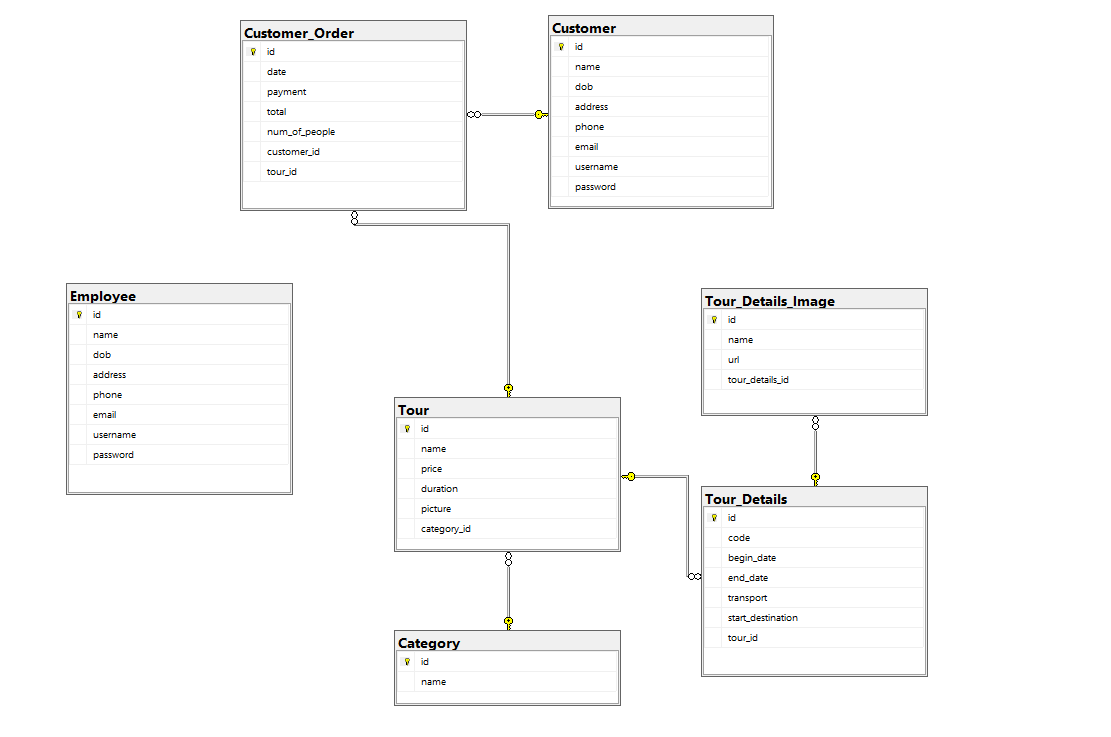 Customer_Order
id
date
payment
total
num_of_people
customer_id
tour_id
Customer
id
name
dob
address
phone
email
username
password
Employee
id
name
dob
address
phone
email
username
password
Tour_Details_Image
id
name
url
tour_details_id
Tour
id
name
price
duration
picture
category_id
Tour_Details
id
code
begin_date
end_date
transport
start_destination
tour_id
Category
id
name